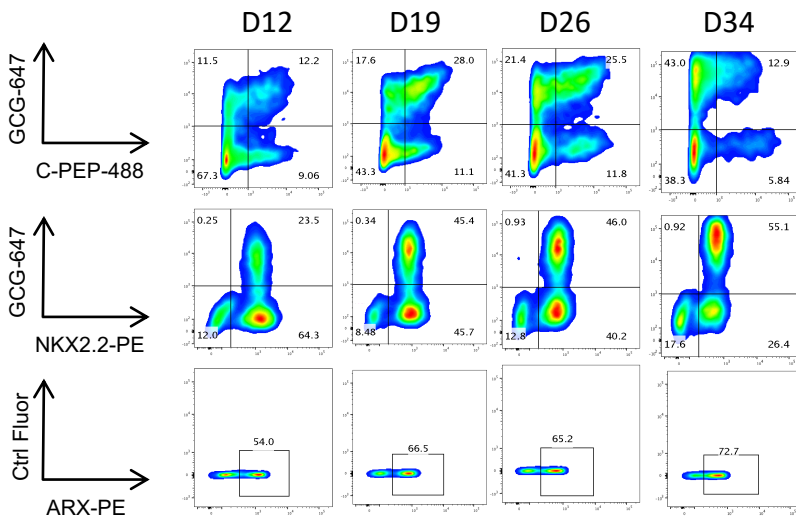 D12 D19 D26 D34
GCG-647
C-PEP-488
11.5 12.2
67.3 9.06
17.6 28.0
43.3 11.1
21.4 25.5
41.3 11.8
43.0 12.9
38.3 5.84
GCG-647
NKX2.2-PE
0.25 23.5
12.0 64.3
0.34 45.4
8.48 45.7
0.93 46.0
12.8 40.2
0.92 55.1
17.6 26.4
Ctrl Fluor
ARX-PE
54.0
66.5
65.2
72.7